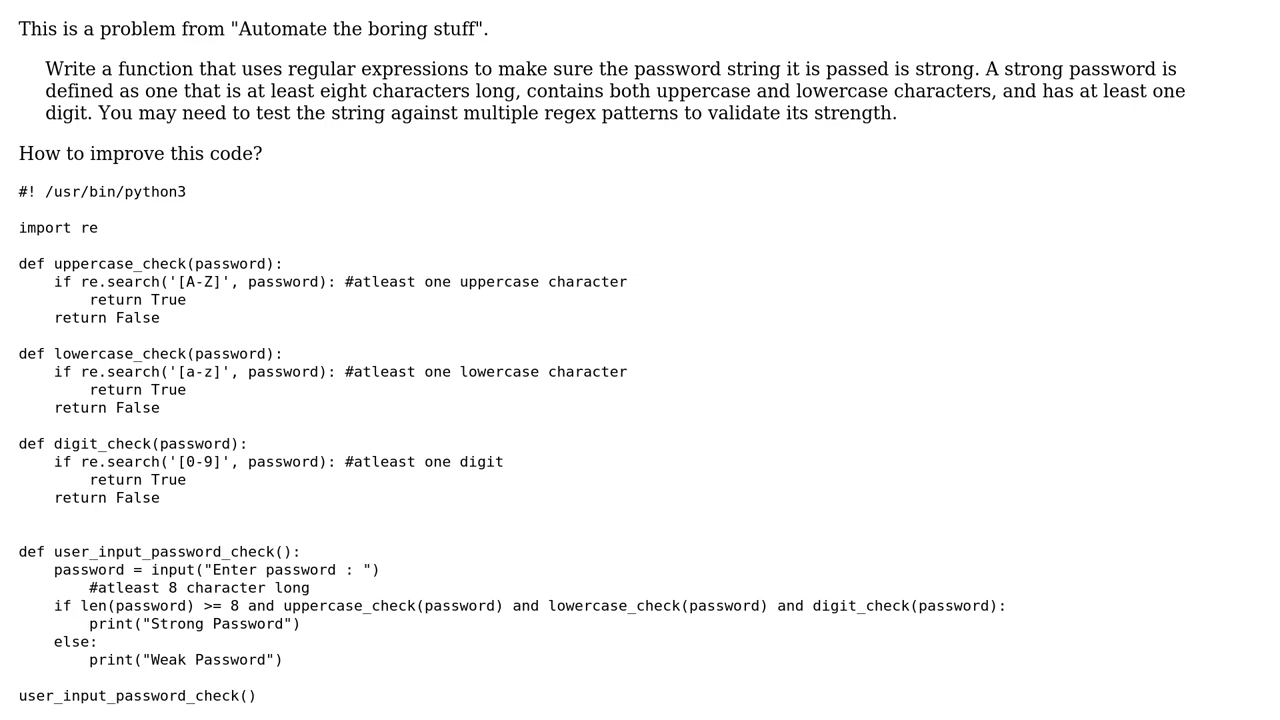 This is a problem from "Automate the boring stuff".
Write a function that uses regular expressions to make sure the password string it is passed is strong. A strong password is
defined as one that is at least eight characters long, contains both uppercase and lowercase characters, and has at least one
digit. You may need to test the string against multiple regex patterns to validate its strength.
How to improve this code?
#! /usr/bin/python3
import re
def uppercase_check(password):
    if re.search('[A-Z]', password): #atleast one uppercase character
        return True
    return False
def lowercase_check(password):
    if re.search('[a-z]', password): #atleast one lowercase character
        return True
    return False
def digit_check(password):
    if re.search('[0-9]', password): #atleast one digit
        return True
    return False
def user_input_password_check():
    password = input("Enter password : ")
        #atleast 8 character long
    if len(password) >= 8 and uppercase_check(password) and lowercase_check(password) and digit_check(password):
        print("Strong Password")
    else:
        print("Weak Password")
user_input_password_check()